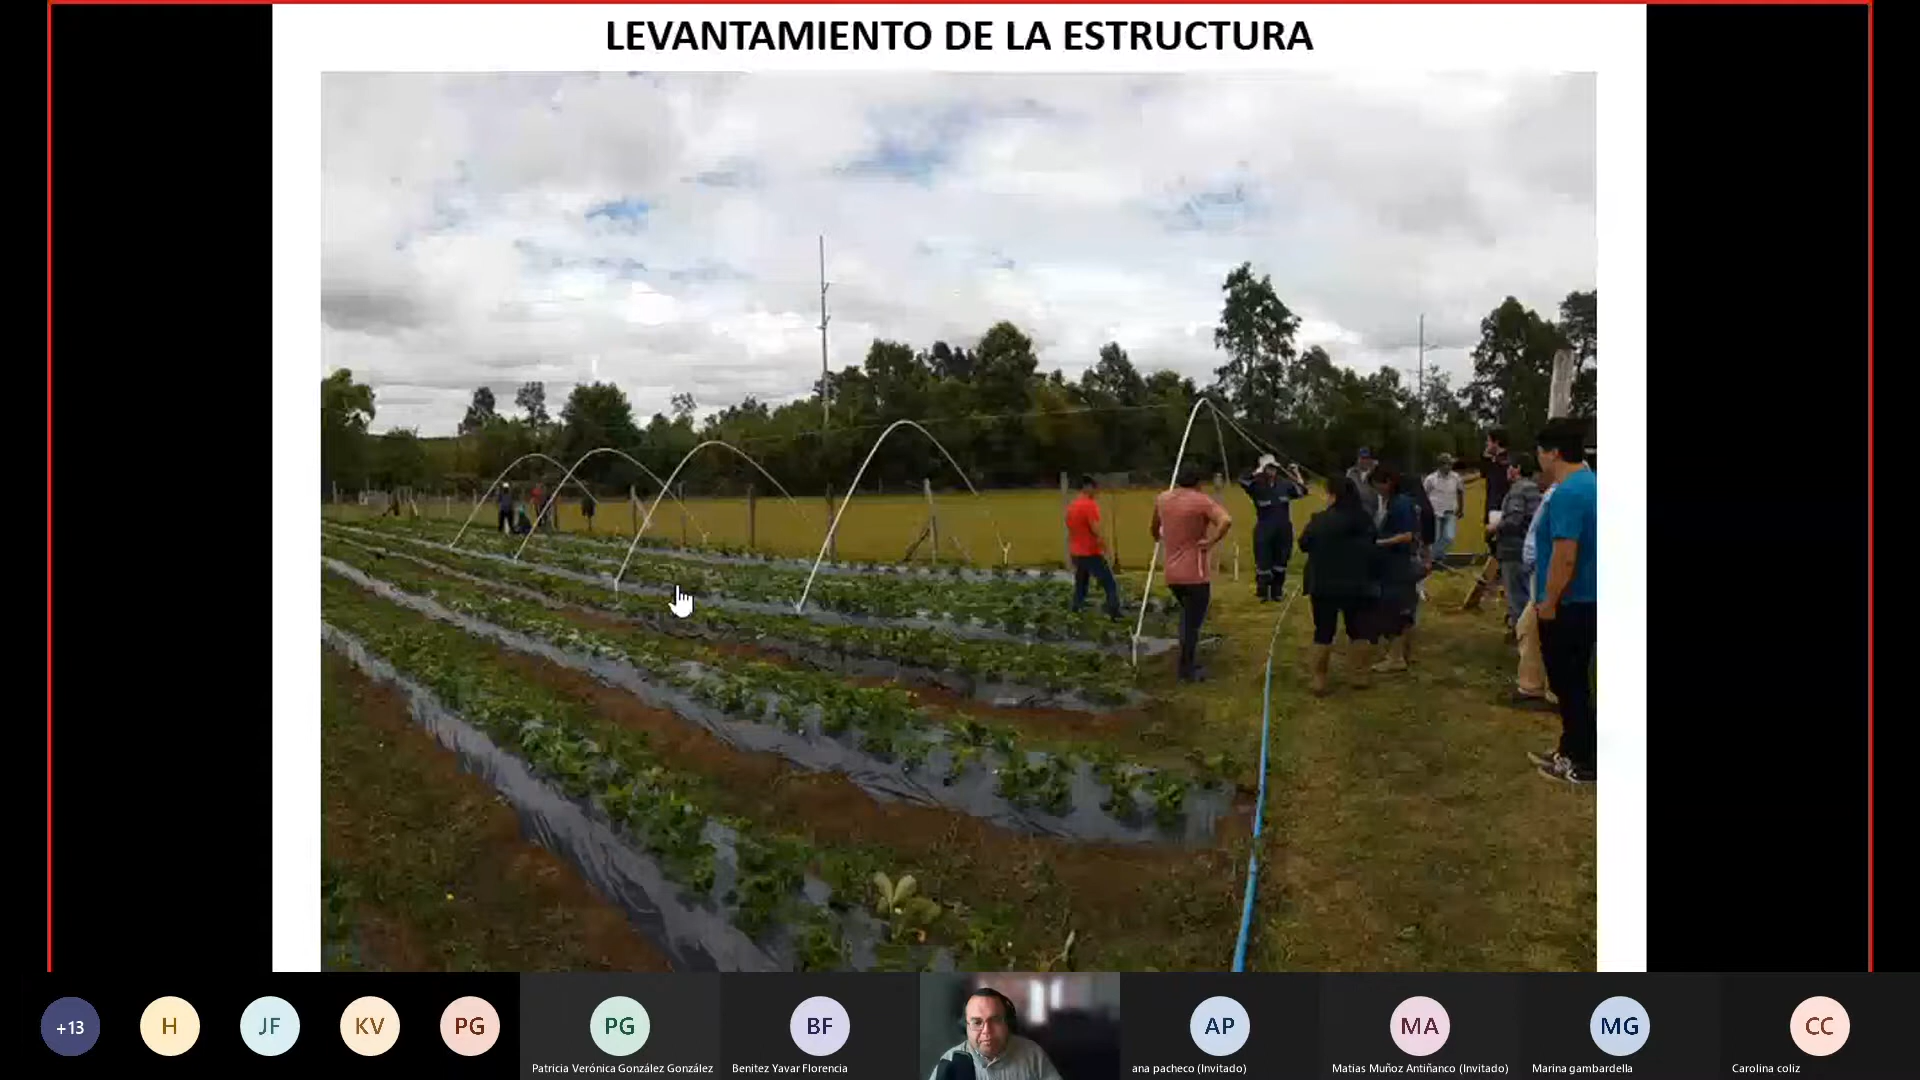 LEVANTAMIENTO DE LA ESTRUCTURA
+13
H
JF
KV
PG
PG
BF
AP
MA
MG
CC
Patricia Verónica González González
Benitez Yavar Florencia
ana pacheco (Invitado)
Matias Muñoz Antiñanco (Invitado)
Marina gambardella
Carolina coliz